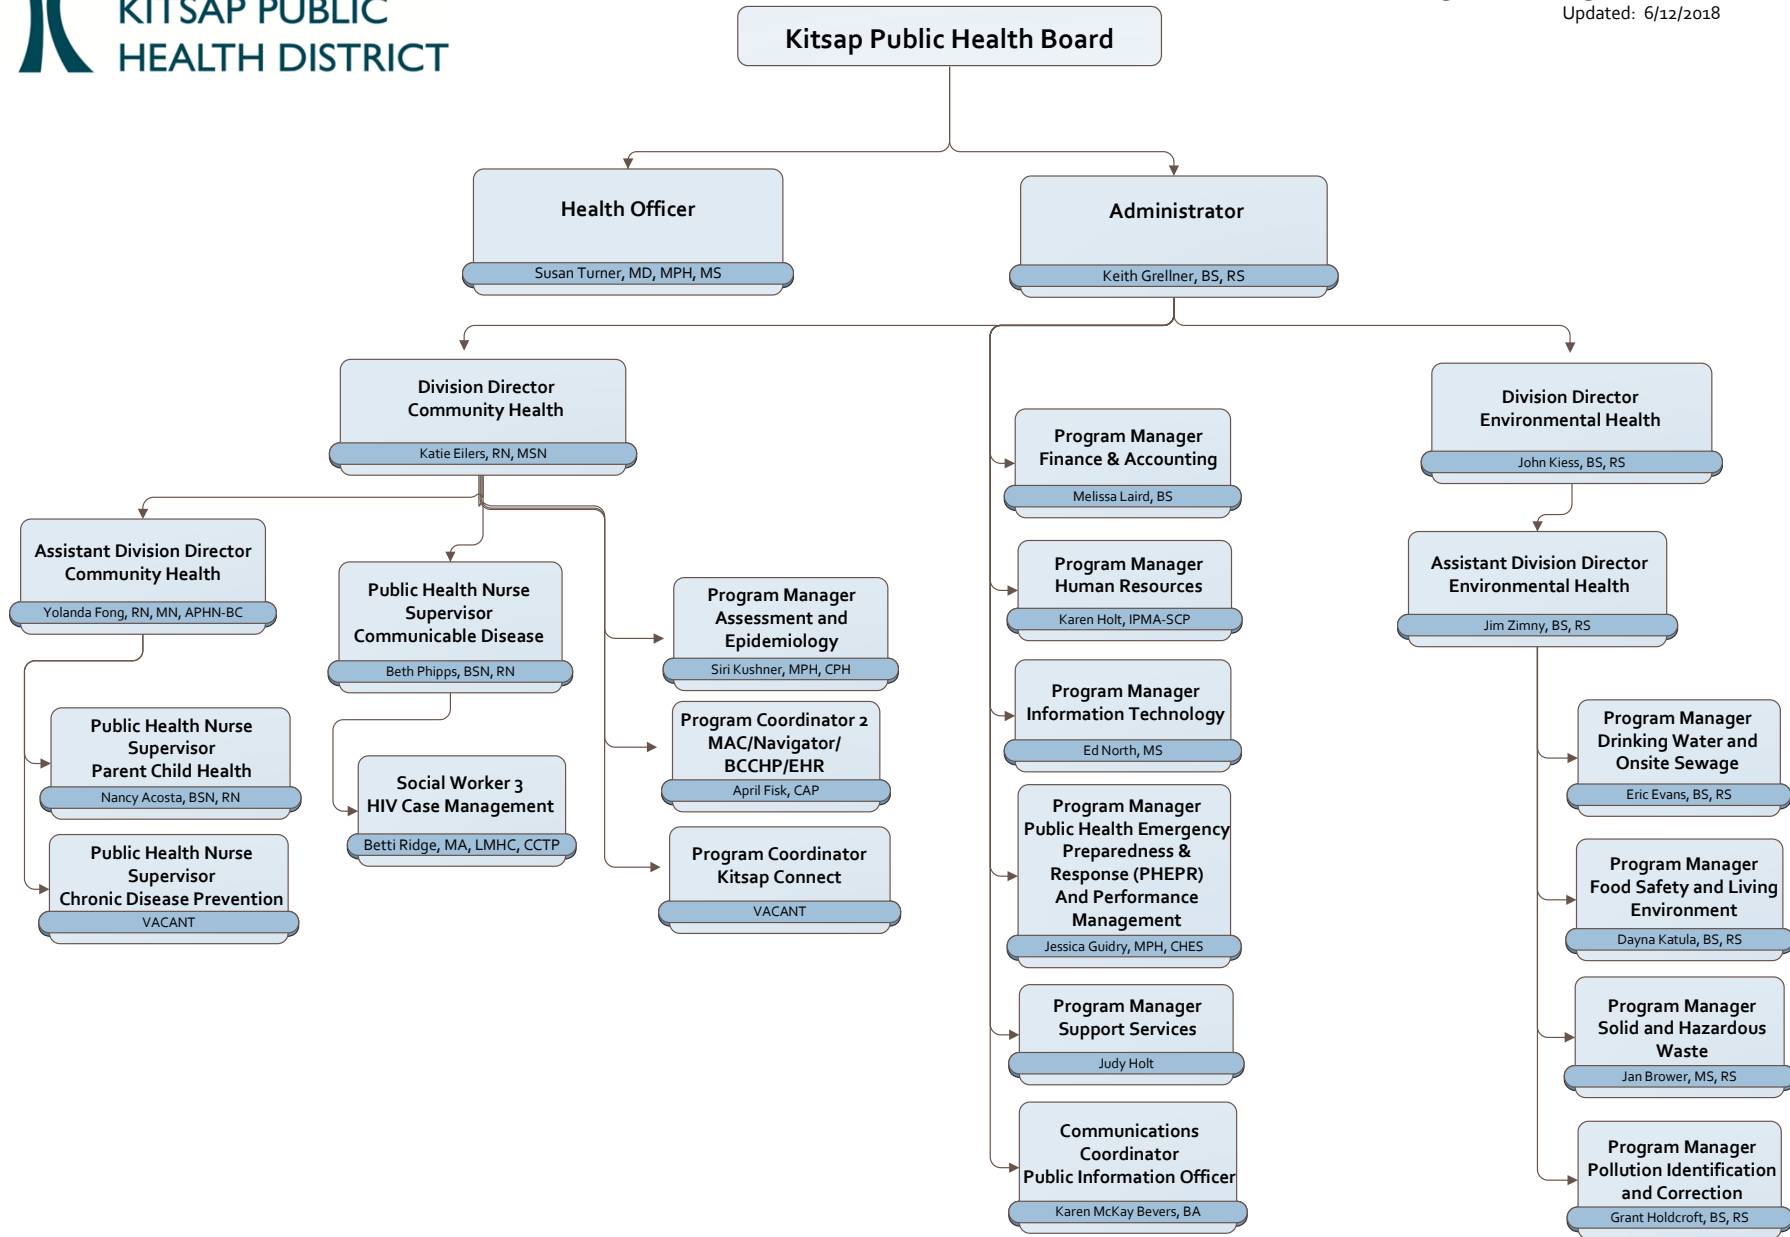 KITSAP PUBLIC
HEALTH DISTRICT
Updated: 6/12/2018
Kitsap Public Health Board
Health Officer
Susan Turner, MD, MPH, MS
Administrator
Keith Grellner, BS, RS
Division Director
Community Health
Katie Eilers, RN, MSN
Assistant Division Director
Community Health
Yolanda Fong, RN, MN, APHN-BC
Public Health Nurse
Supervisor
Parent Child Health
Nancy Acosta, BSN, RN
Public Health Nurse
Supervisor
Chronic Disease Prevention
VACANT
Public Health Nurse
Supervisor
Communicable Disease
Beth Phipps, BSN, RN
Social Worker 3
HIV Case Management
Betti Ridge, MA, LMHC, CCTP
Program Manager
Assessment and
Epidemiology
Siri Kushner, MPH, CPH
Program Coordinator 2
MAC/Navigator/
BCCHP/EHR
April Fisk, CAP
Program Coordinator
Kitsap Connect
VACANT
Program Manager
Finance & Accounting
Melissa Laird, BS
Program Manager
Human Resources
Karen Holt, IPMA-SCP
Program Manager
Information Technology
Ed North, MS
Program Manager
Public Health Emergency
Preparedness &
Response (PHEPR)
And Performance
Management
Jessica Guidry, MPH, CHES
Program Manager
Support Services
Judy Holt
Communications
Coordinator
Public Information Officer
Karen McKay Bevers, BA
Division Director
Environmental Health
John Kiess, BS, RS
Assistant Division Director
Environmental Health
Jim Zimny, BS, RS
Program Manager
Drinking Water and
Onsite Sewage
Eric Evans, BS, RS
Program Manager
Food Safety and Living
Environment
Dayna Katula, BS, RS
Program Manager
Solid and Hazardous
Waste
Jan Brower, MS, RS
Program Manager
Pollution Identification
and Correction
Grant Holdcroft, BS, RS